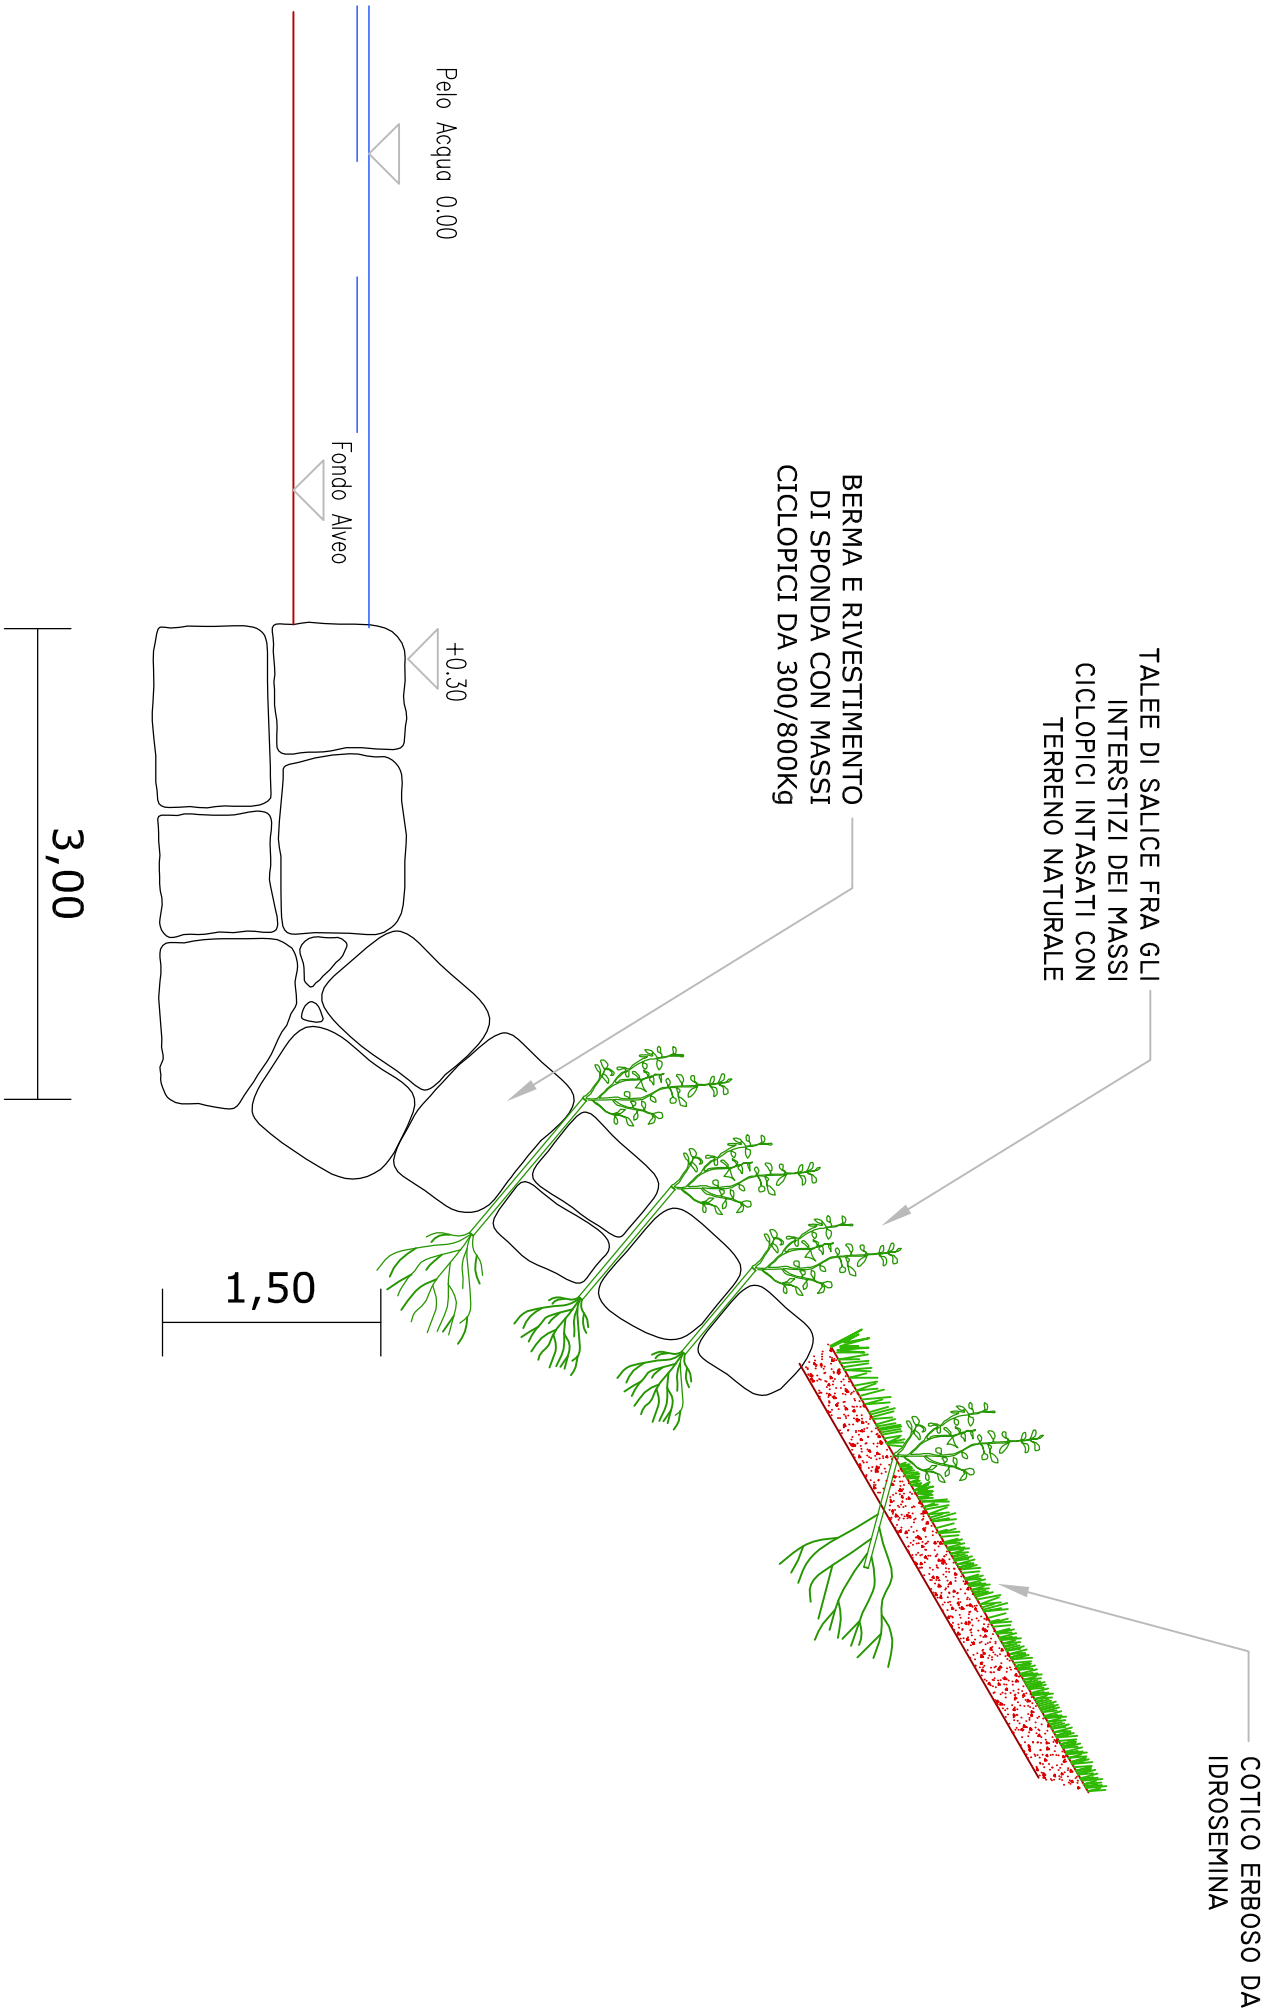 COTICO ERBOSO DA
IDROSEMINA
TALEE DI SALICE FRA GLI
INTERSTIZI DEI MASSI
CICLOPICI INTASATI CON
TERRENO NATURALE
BERMA E RIVESTIMENTO
DI SPONDA CON MASSI
CICLOPICI DA 300/800Kg
Pelo Acqua 0.00
+0.30
Fondo Alveo
1,50
3,00